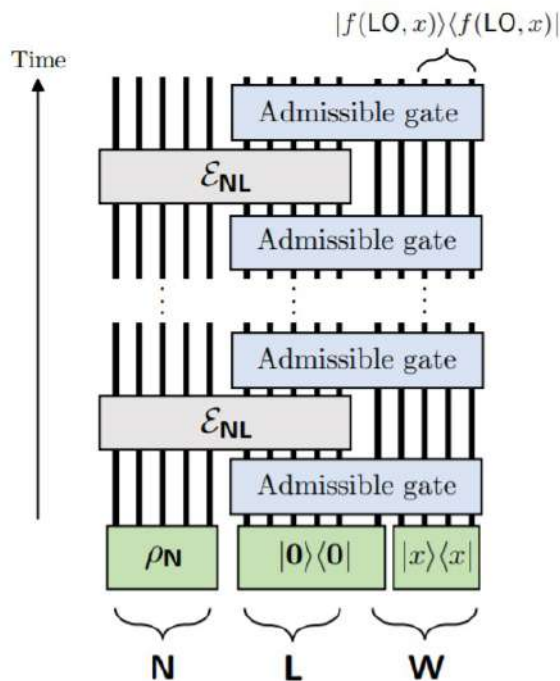 |f(LO, x)⟩⟨f(LO, x)|
Time
Admissible gate
ℰ_NL
Admissible gate
Admissible gate
ℰ_NL
Admissible gate
ρ_N |0⟩⟨0| |x⟩⟨x|
N L W